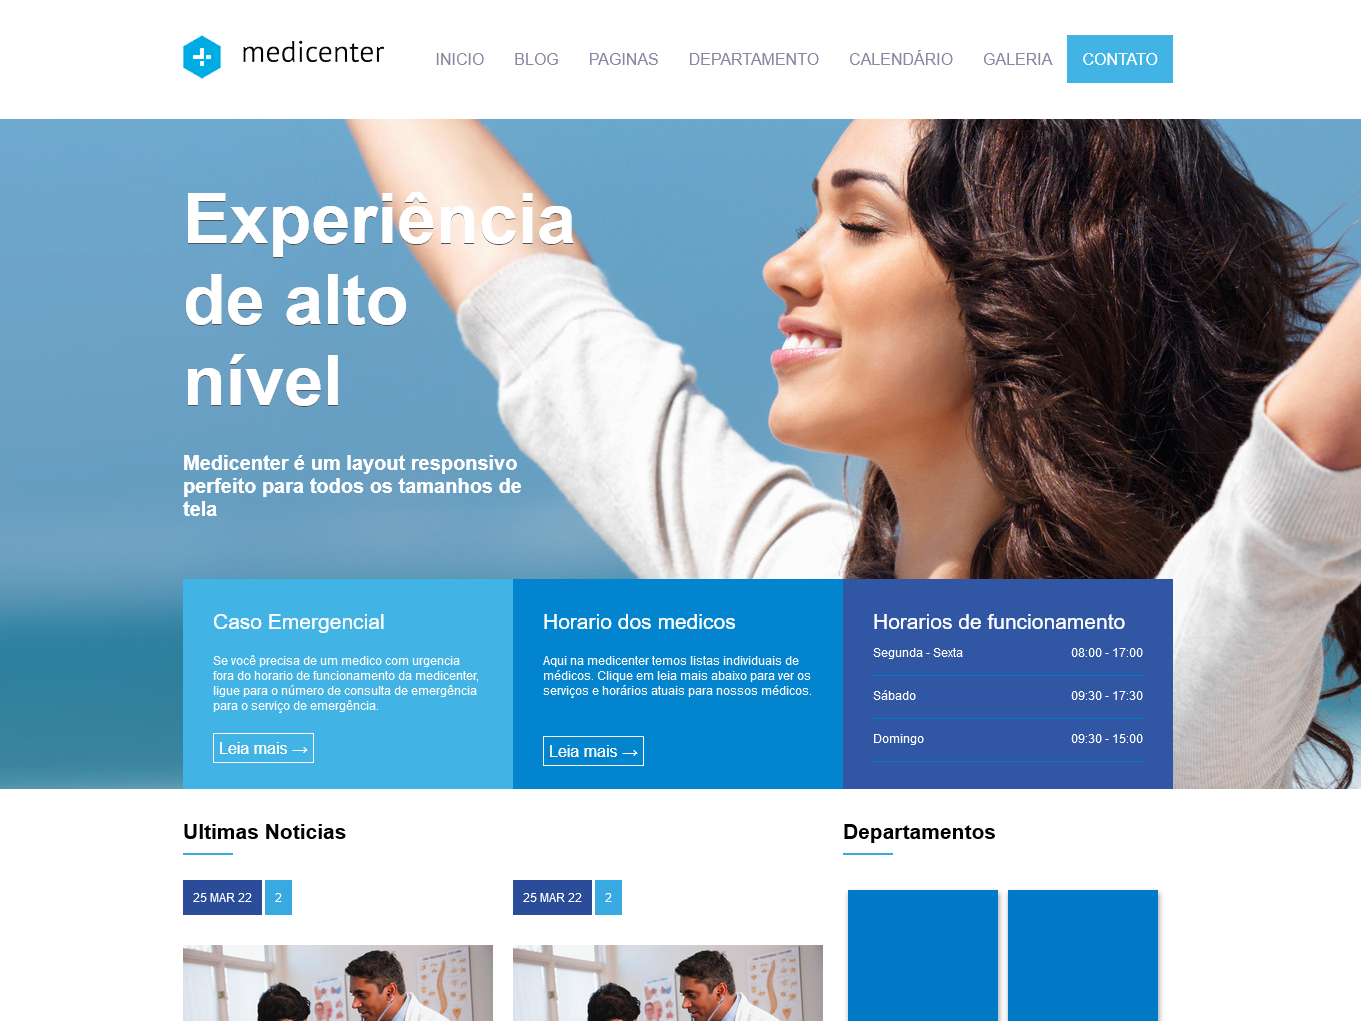 medicenter
INICIO
BLOG
PAGINAS
DEPARTAMENTO
CALENDÁRIO
GALERIA
CONTATO
Experiência
de alto
nível
Medicenter é um layout responsivo
perfeito para todos os tamanhos de
tela
Caso Emergencial
Se você precisa de um medico com urgencia
fora do horario de funcionamento da medicenter,
ligue para o número de consulta de emergência
para o serviço de emergência.
Leia mais →
Horario dos medicos
Aqui na medicenter temos listas individuais de
médicos. Clique em leia mais abaixo para ver os
serviços e horários atuais para nossos médicos.
Leia mais →
Horarios de funcionamento
Segunda - Sexta 08:00 - 17:00
Sábado 09:30 - 17:30
Domingo 09:30 - 15:00
Ultimas Noticias
25 MAR 22 2
25 MAR 22 2
Departamentos